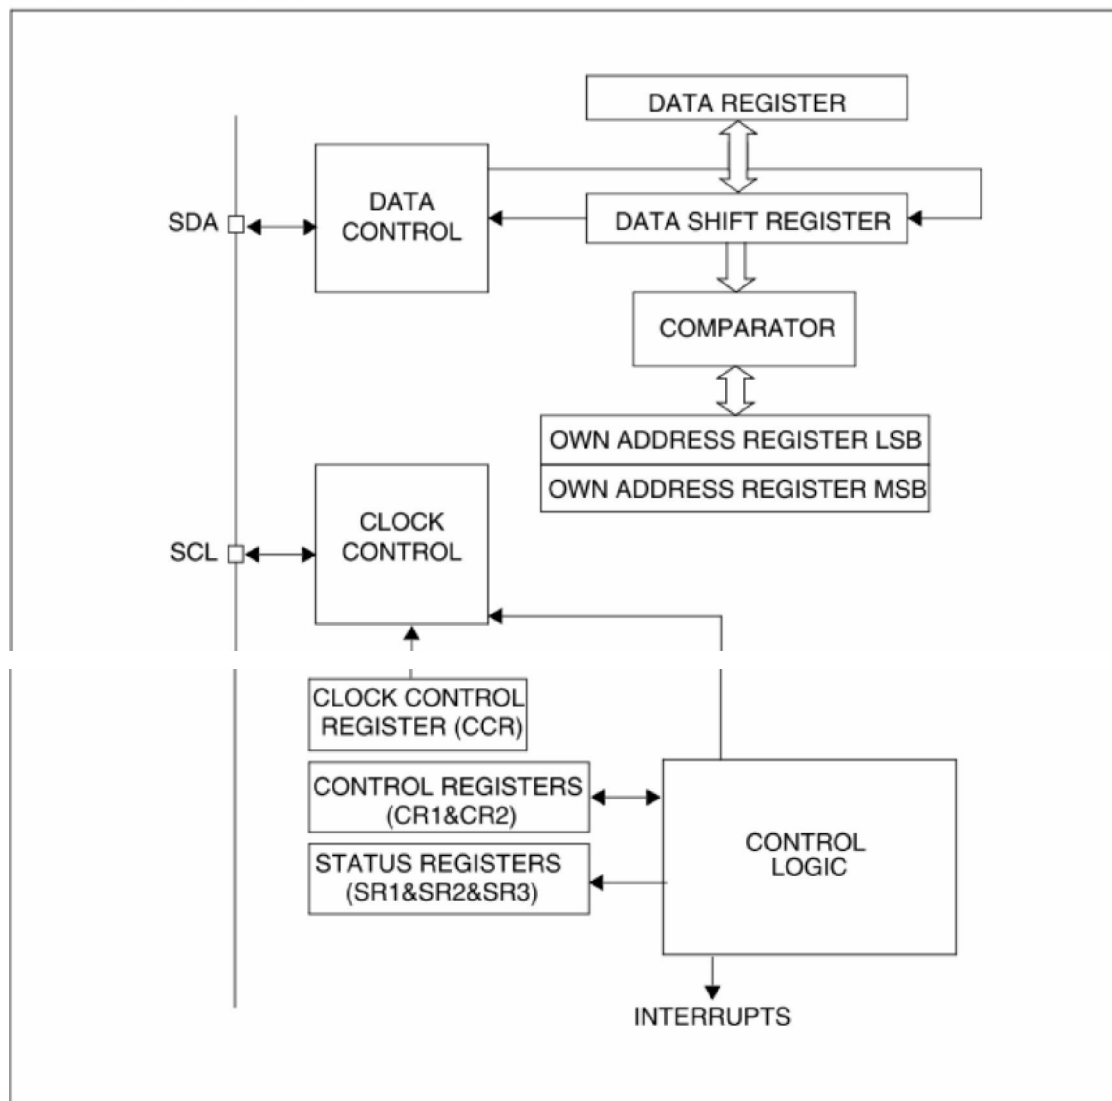 DATA REGISTER
DATA
CONTROL
SDA
DATA SHIFT REGISTER
COMPARATOR
OWN ADDRESS REGISTER LSB
OWN ADDRESS REGISTER MSB
CLOCK
CONTROL
SCL
CLOCK CONTROL
REGISTER (CCR)
CONTROL REGISTERS
(CR1&CR2)
STATUS REGISTERS
(SR1&SR2&SR3)
CONTROL
LOGIC
INTERRUPTS